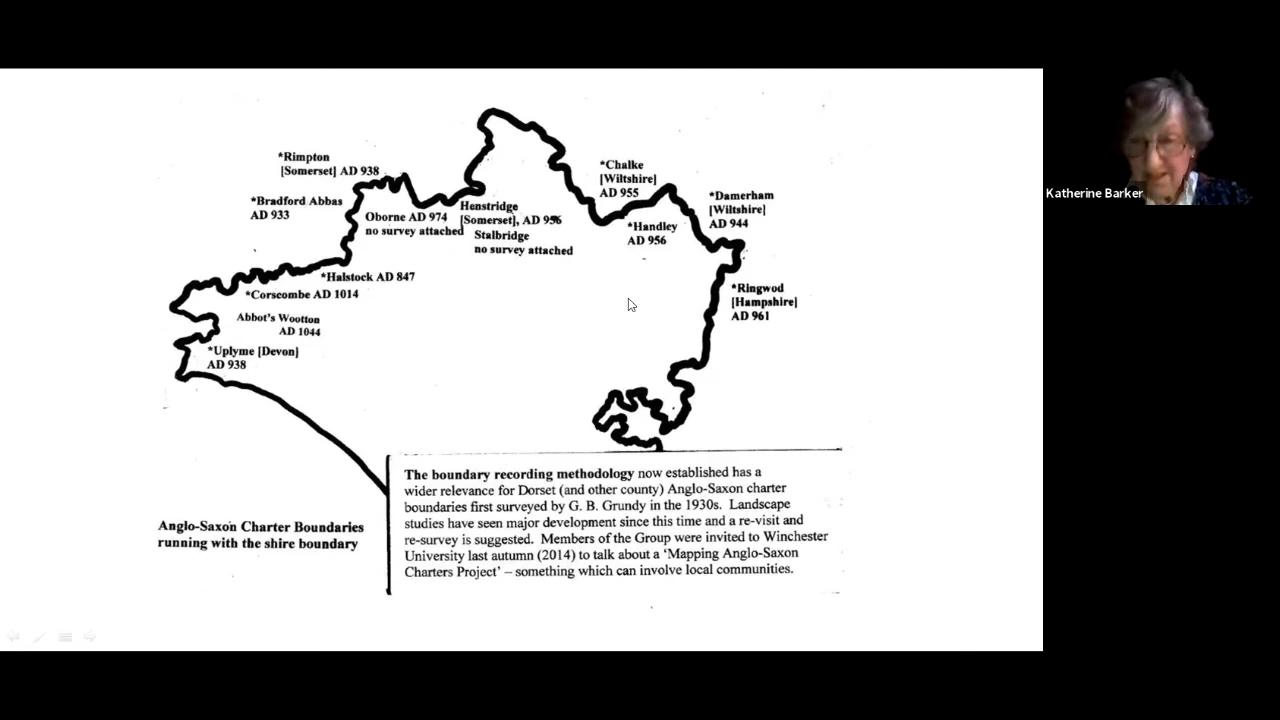 *Rimpton
[Somerset] AD 938
*Bradford Abbas
AD 933
Oborne AD 974
no survey attached
Henstridge
[Somerset], AD 956
Stalbridge
no survey attached
*Chalke
[Wiltshire]
AD 955
*Handley
AD 956
*Damerham
[Wiltshire]
AD 944
*Ringwod
[Hampshire]
AD 961
*Halstock AD 847
*Corscombe AD 1014
Abbot's Wootton
AD 1044
*Uplyme [Devon]
AD 938
Anglo-Saxon Charter Boundaries
running with the shire boundary
The boundary recording methodology now established has a
wider relevance for Dorset (and other county) Anglo-Saxon charter
boundaries first surveyed by G. B. Grundy in the 1930s. Landscape
studies have seen major development since this time and a re-visit and
re-survey is suggested. Members of the Group were invited to Winchester
University last autumn (2014) to talk about a 'Mapping Anglo-Saxon
Charters Project' – something which can involve local communities.
Katherine Barker